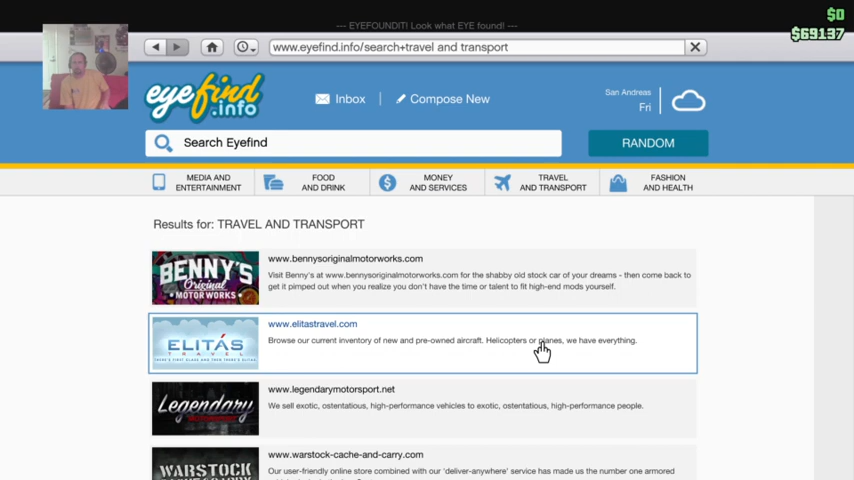 --- EYEFOUNDIT! Look what EYE found! ---
$0
$69137
www.eyefind.info/search+travel and transport
eyefind
.info
Inbox
Compose New
San Andreas
Fri
Search Eyefind
RANDOM
MEDIA AND
ENTERTAINMENT
FOOD
AND DRINK
MONEY
AND SERVICES
TRAVEL
AND TRANSPORT
FASHION
AND HEALTH
Results for: TRAVEL AND TRANSPORT
BENNY'S
Original
MOTOR WORKS
www.bennysoriginalmotorworks.com
Visit Benny's at www.bennysoriginalmotorworks.com for the shabby old stock car of your dreams - then come back to
get it pimped out when you realize you don't have the time or talent to fit high-end mods yourself.
ELITÁS
TRAVEL
THERE'S FIRST CLASS AND THEN THERE'S ELITAS
www.elitastravel.com
Browse our current inventory of new and pre-owned aircraft. Helicopters or planes, we have everything.
Legendary
MOTORSPORT
www.legendarymotorsport.net
We sell exotic, ostentatious, high-performance vehicles to exotic, ostentatious, high-performance people.
WARSTOCK
www.warstock-cache-and-carry.com
Our user-friendly online store combined with our 'deliver-anywhere' service has made us the number one armored